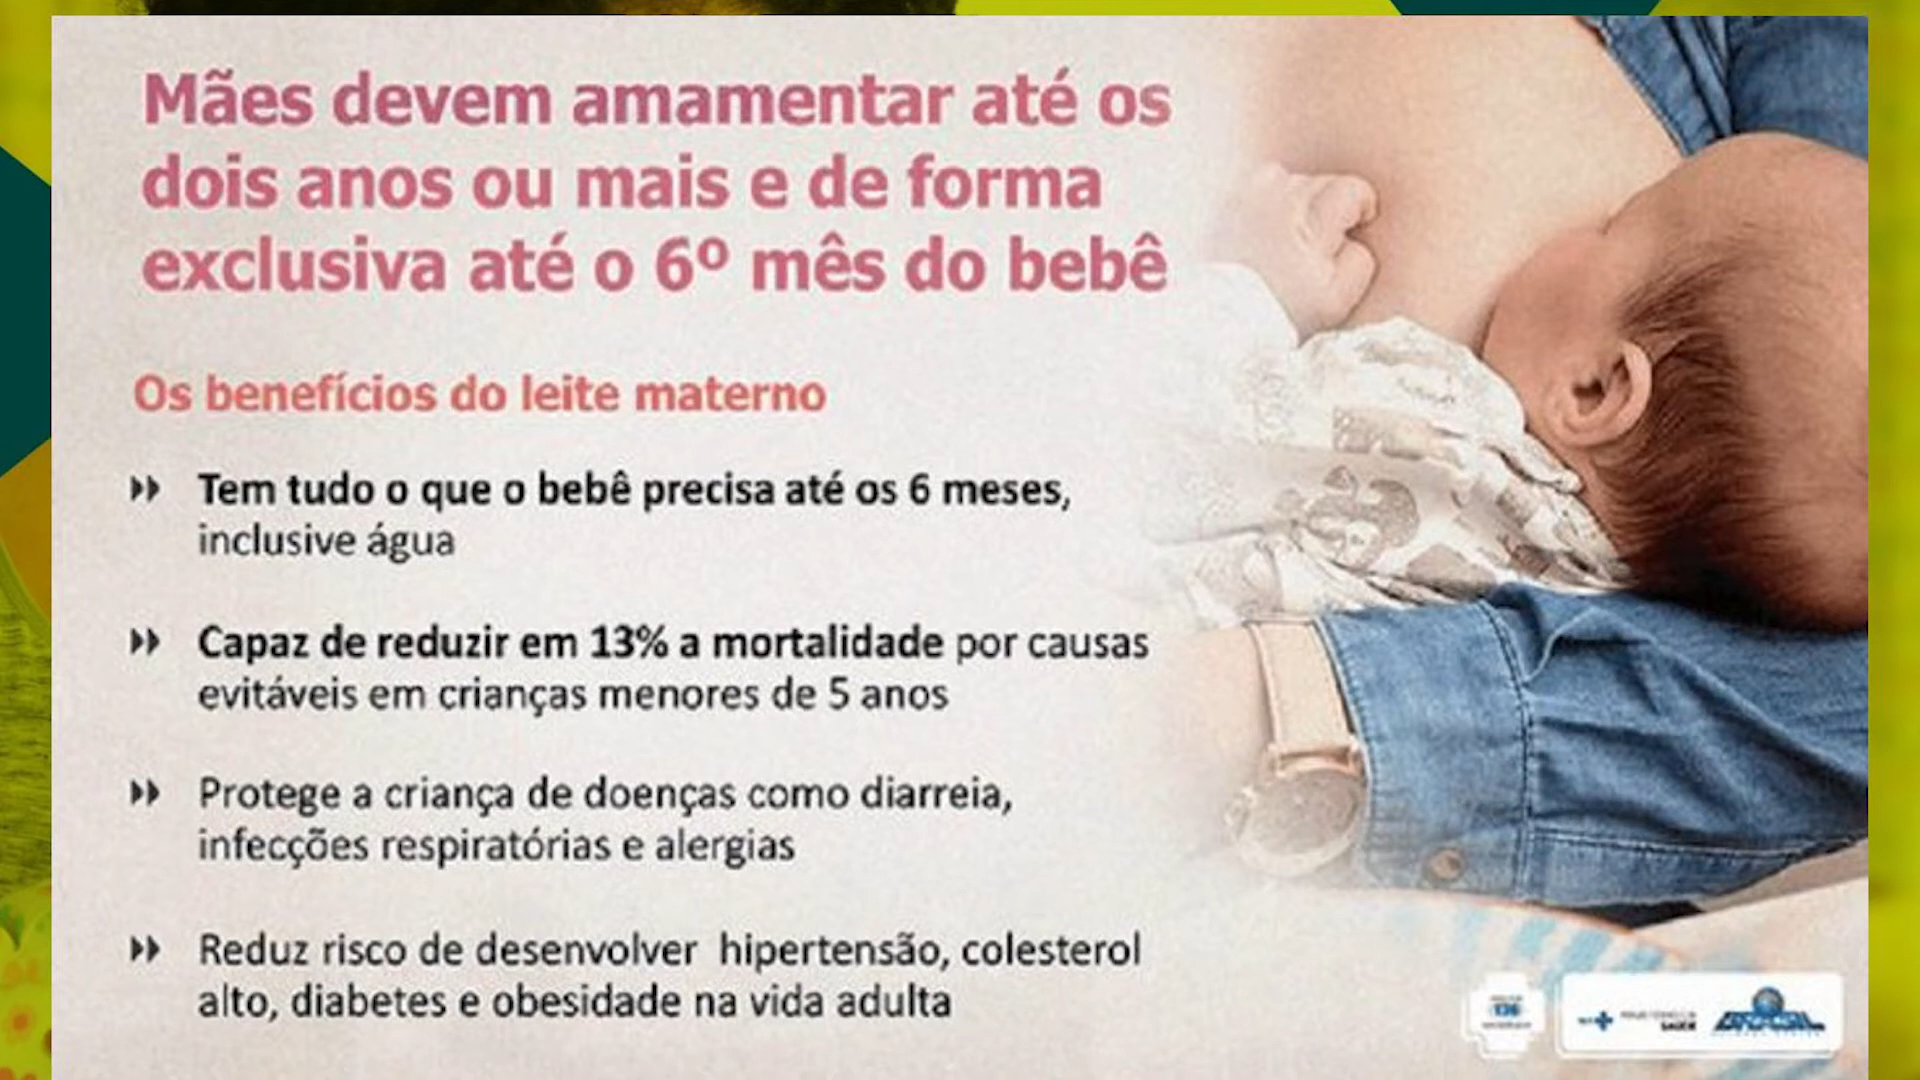 Mães devem amamentar até os
dois anos ou mais e de forma
exclusiva até o 6º mês do bebê
Os benefícios do leite materno
Tem tudo o que o bebê precisa até os 6 meses,
inclusive água
Capaz de reduzir em 13% a mortalidade por causas
evitáveis em crianças menores de 5 anos
Protege a criança de doenças como diarreia,
infecções respiratórias e alergias
Reduz risco de desenvolver hipertensão, colesterol
alto, diabetes e obesidade na vida adulta
136
SAÚDE
BRASIL